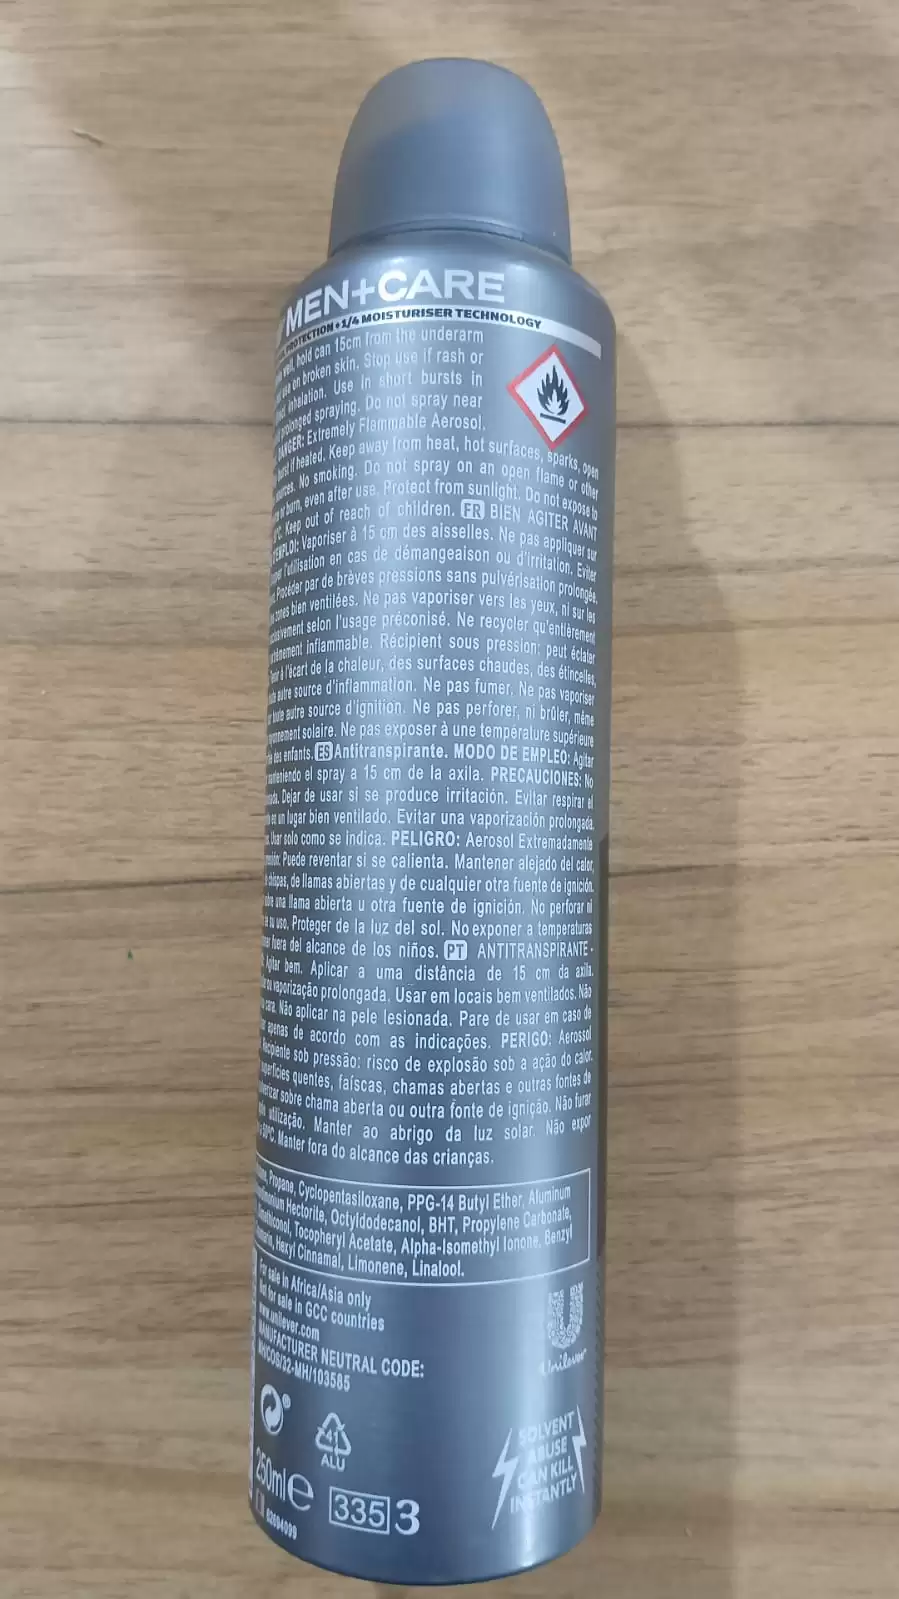 MEN+CARE
PROTECTION + 1/4 MOISTURISER TECHNOLOGY
well, hold can 15cm from the underarm
use on broken skin. Stop use if rash or
inhalation. Use in short bursts in
prolonged spraying. Do not spray near
DANGER: Extremely Flammable Aerosol.
burst if heated. Keep away from heat, hot surfaces, sparks, open
No smoking. Do not spray on an open flame or other
or burn, even after use. Protect from sunlight. Do not expose to
Keep out of reach of children. FR BIEN AGITER AVANT
Vaporiser à 15 cm des aisselles. Ne pas appliquer sur
l'utilisation en cas de démangeaison ou d'irritation. Eviter
Procéder par de brèves pressions sans pulvérisation prolongée.
zones bien ventilées. Ne pas vaporiser vers les yeux, ni sur les
selon l'usage préconisé. Ne recycler qu'entièrement
inflammable. Récipient sous pression: peut éclater
à l'écart de la chaleur, des surfaces chaudes, des étincelles,
autre source d'inflammation. Ne pas fumer. Ne pas vaporiser
toute autre source d'ignition. Ne pas perforer, ni brûler, même
solaire. Ne pas exposer à une température supérieure
des enfants. ES Antitranspirante. MODO DE EMPLEO: Agitar
manteniendo el spray a 15 cm de la axila. PRECAUCIONES: No
Dejar de usar si se produce irritación. Evitar respirar el
en un lugar bien ventilado. Evitar una vaporización prolongada.
Usar solo como se indica. PELIGRO: Aerosol Extremadamente
Puede reventar si se calienta. Mantener alejado del calor,
chispas, de llamas abiertas y de cualquier otra fuente de ignición.
una llama abierta u otra fuente de ignición. No perforar ni
de su uso. Proteger de la luz del sol. No exponer a temperaturas
fuera del alcance de los niños. PT ANTITRANSPIRANTE -
Agitar bem. Aplicar a uma distância de 15 cm da axila.
ou vaporização prolongada. Usar em locais bem ventilados. Não
cara. Não aplicar na pele lesionada. Pare de usar em caso de
apenas de acordo com as indicações. PERIGO: Aerossol
Recipiente sob pressão: risco de explosão sob a ação do calor.
superfícies quentes, faíscas, chamas abertas e outras fontes de
sobre chama aberta ou outra fonte de ignição. Não furar
utilização. Manter ao abrigo da luz solar. Não expor
50°C. Manter fora do alcance das crianças.
Propane, Cyclopentasiloxane, PPG-14 Butyl Ether, Aluminum
Hectorite, Octyldodecanol, BHT, Propylene Carbonate,
Dimethiconol, Tocopheryl Acetate, Alpha-Isomethyl Ionone, Benzyl
Hexyl Cinnamal, Limonene, Linalool.
For sale in Africa/Asia only
Not for sale in GCC countries
www.unilever.com
MANUFACTURER NEUTRAL CODE:
MH/COS/32-MH/103585
Unilever
41
ALU
SOLVENT
ABUSE
CAN KILL
INSTANTLY
250ml e
335 3
62694099